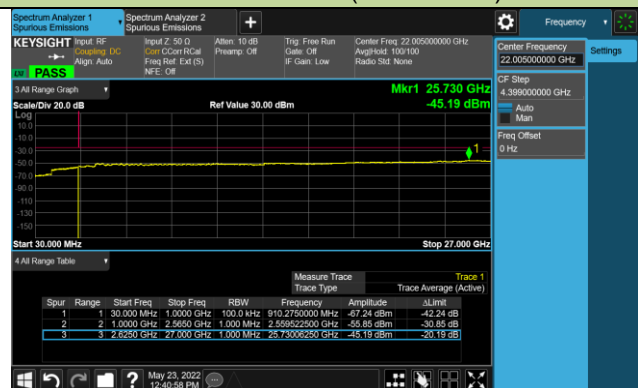 Spectrum Analyzer 1
Spurious Emissions
Spectrum Analyzer 2
Spurious Emissions
Frequency
KEYSIGHT
Input: RF
Coupling: DC
Align: Auto
Input Z: 50 Ω
Corr CCorr RCal
Freq Ref: Ext (S)
NFE: Off
Atten: 10 dB
Preamp: Off
Trig: Free Run
Gate: Off
IF Gain: Low
Center Freq: 22.005000000 GHz
Avg|Hold: 100/100
Radio Std: None
PASS
Center Frequency
22.005000000 GHz
Settings
CF Step
4.399000000 GHz
Auto
Man
Freq Offset
0 Hz
3 All Range Graph
Mkr1 25.730 GHz
-45.19 dBm
Scale/Div 20.0 dB
Ref Value 30.00 dBm
Log
10.0
-10.0
-30.0
-50.0
-70.0
-90.0
-110
-130
-150
1
Start 30.000 MHz
Stop 27.000 GHz
4 All Range Table
Measure Trace Trace 1
Trace Type Trace Average (Active)
Spur Range Start Freq Stop Freq RBW Frequency Amplitude ΔLimit
1 1 30.000 MHz 1.0000 GHz 100.0 kHz 910.2750000 MHz -67.24 dBm -42.24 dB
2 2 1.0000 GHz 2.5650 GHz 1.000 MHz 2.559522500 GHz -55.85 dBm -30.85 dB
3 3 2.6250 GHz 27.000 GHz 1.000 MHz 25.73006250 GHz -45.19 dBm -20.19 dB
?
May 23, 2022
12:40:58 PM